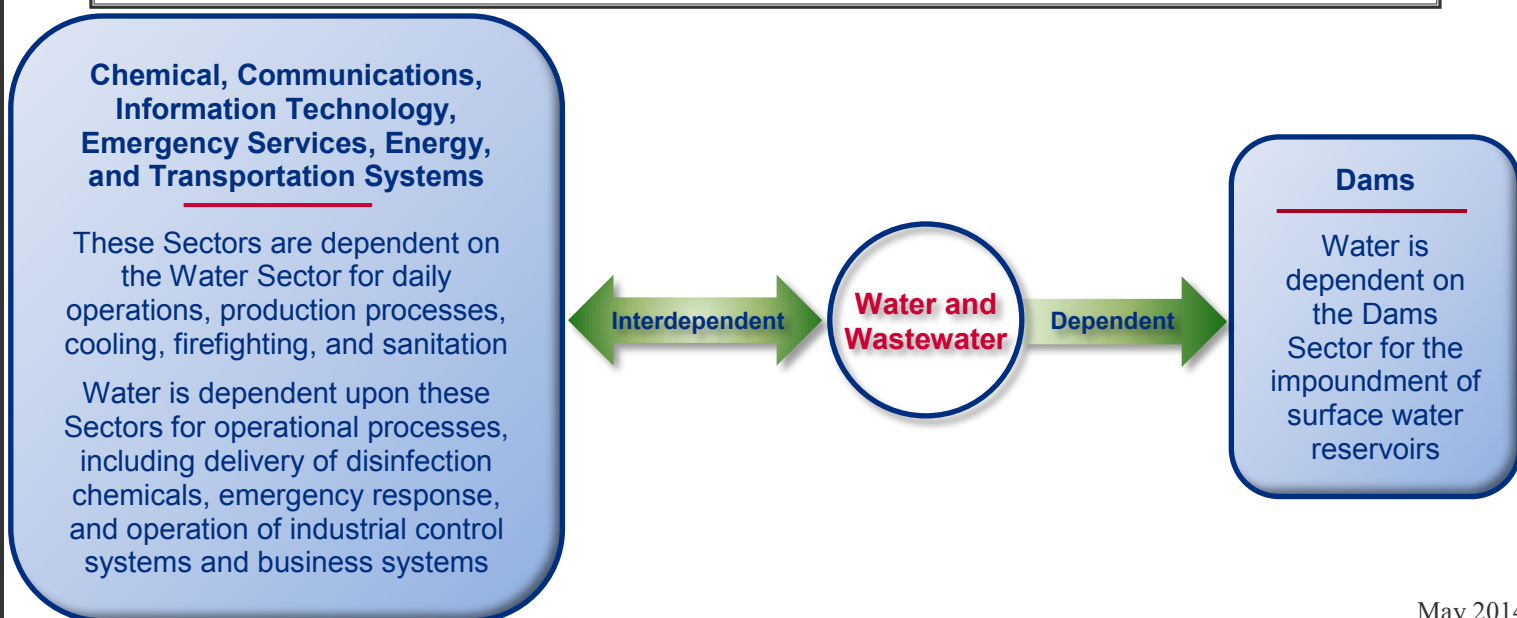 Chemical, Communications,
Information Technology,
Emergency Services, Energy,
and Transportation Systems
These Sectors are dependent on
the Water Sector for daily
operations, production processes,
cooling, firefighting, and sanitation
Water is dependent upon these
Sectors for operational processes,
including delivery of disinfection
chemicals, emergency response,
and operation of industrial control
systems and business systems
Interdependent
Water and
Wastewater
Dependent
Dams
Water is
dependent on
the Dams
Sector for the
impoundment of
surface water
reservoirs
May 2014